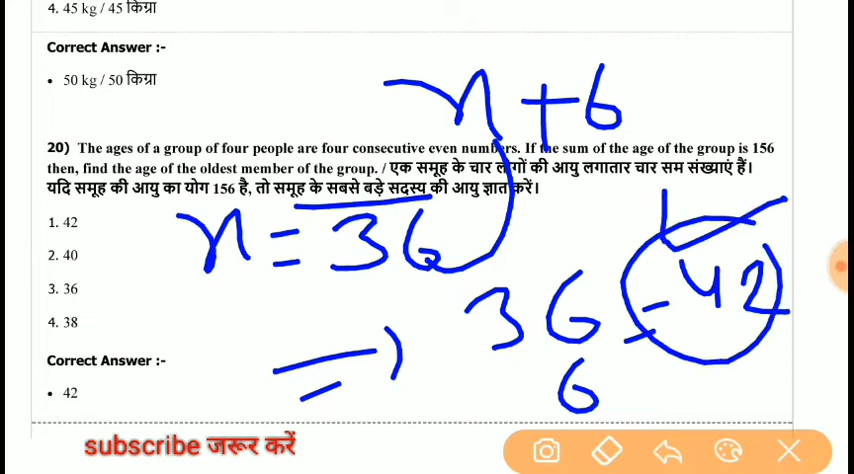 4. 45 kg / 45 किग्रा
Correct Answer :-
• 50 kg / 50 किग्रा
n + 6
20) The ages of a group of four people are four consecutive even numbers. If the sum of the age of the group is 156
then, find the age of the oldest member of the group. / एक समूह के चार लोगों की आयु लगातार चार सम संख्याएं हैं।
यदि समूह की आयु का योग 156 है, तो समूह के सबसे बड़े सदस्य की आयु ज्ञात करें।
n = 36
1. 42
2. 40
3. 36
4. 38
36 = 42
6
Correct Answer :-
• 42
subscribe जरूर करें